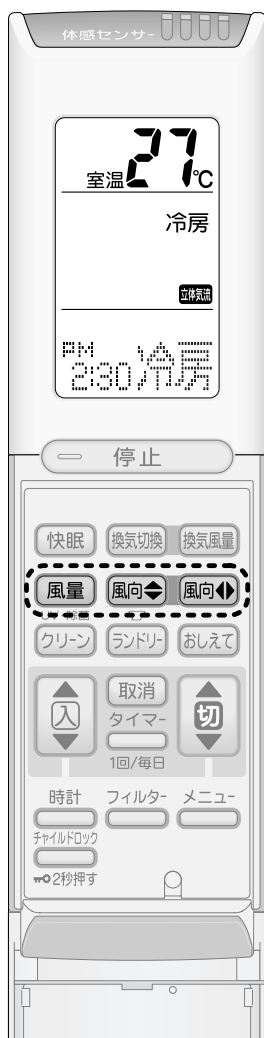 体感センサー
室温27℃
冷房
立体気流
PM 冷房
2:30
停止
快眠 換気切換 換気風量
風量 風向 風向
クリーン ランドリー おしえて
入 取消 切
タイマー
1回/毎日
時計 フィルター メニュー
チャイルドロック
2秒押す